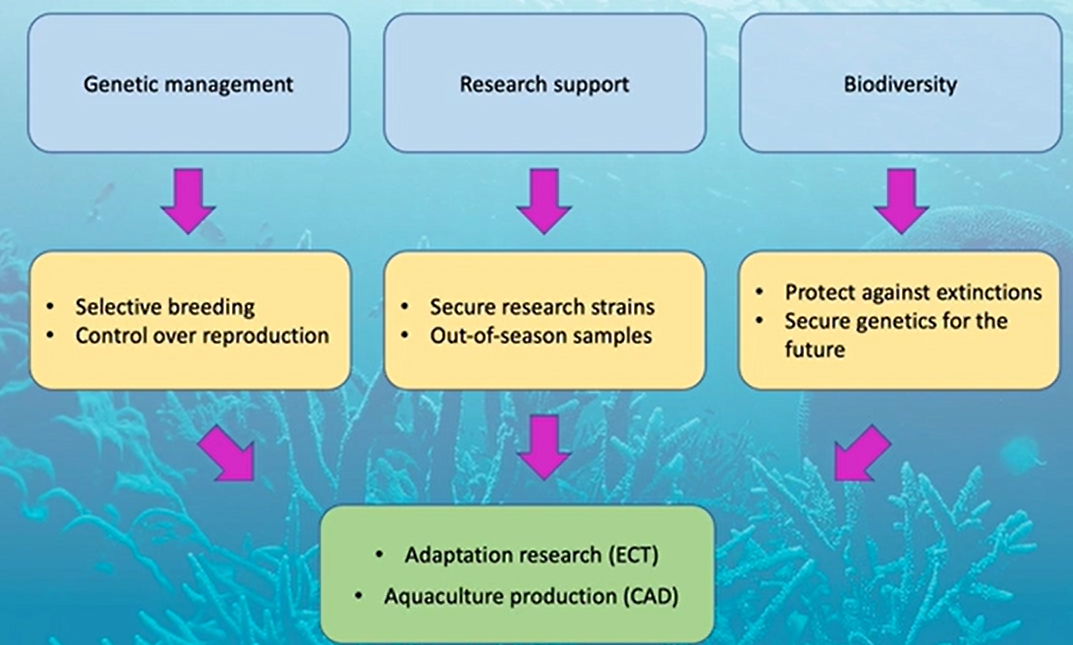 Genetic management
Research support
Biodiversity
• Selective breeding
• Control over reproduction
• Secure research strains
• Out-of-season samples
• Protect against extinctions
• Secure genetics for the
future
• Adaptation research (ECT)
• Aquaculture production (CAD)